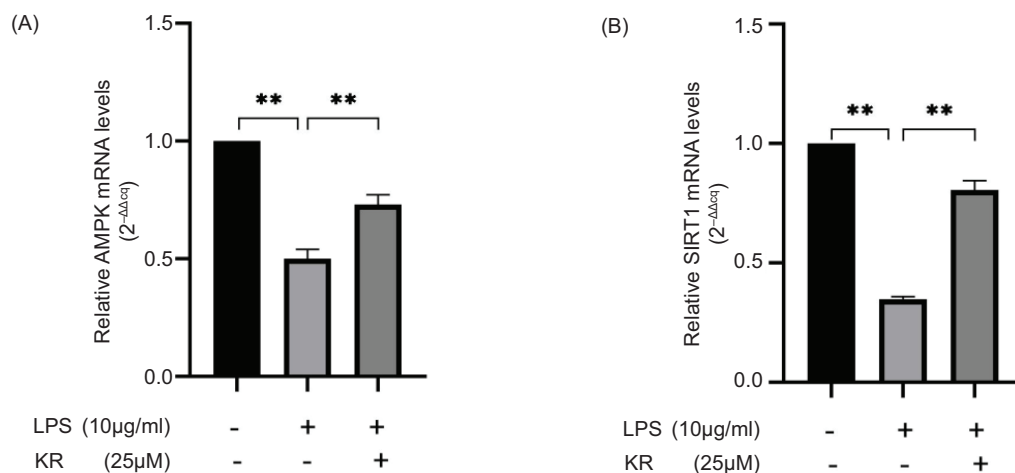 (A)
Relative AMPK mRNA levels
(2−ΔΔcq)
1.5
1.0
0.5
0.0
** **
LPS (10µg/ml) - + +
KR (25µM) - - +
(B)
Relative SIRT1 mRNA levels
(2−ΔΔcq)
1.5
1.0
0.5
0.0
** **
- + +
LPS (10µg/ml)
KR (25µM) - - +